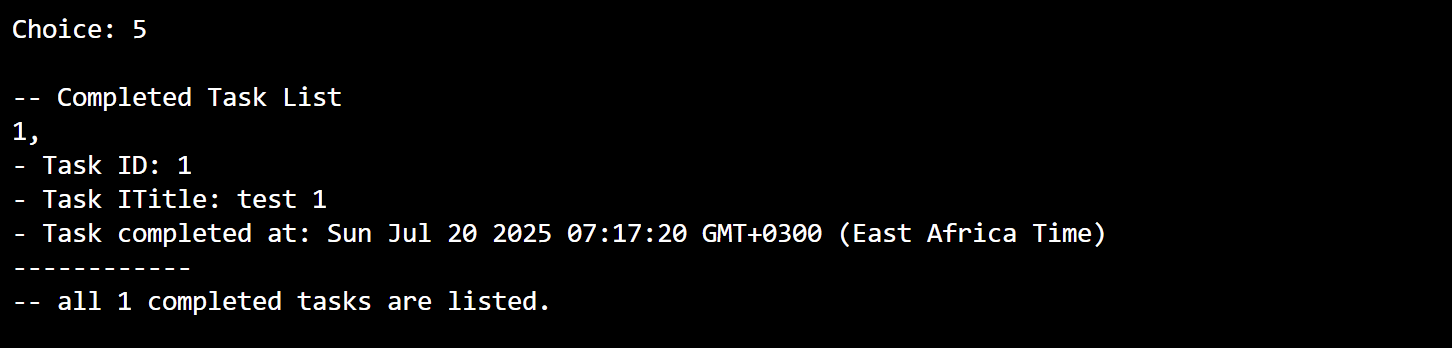 Choice: 5
-- Completed Task List
1,
- Task ID: 1
- Task ITitle: test 1
- Task completed at: Sun Jul 20 2025 07:17:20 GMT+0300 (East Africa Time)
------------
-- all 1 completed tasks are listed.